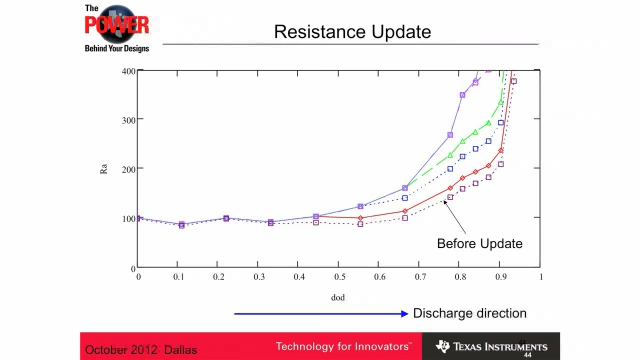 The
POWER
Behind Your Designs
Resistance Update
400
300
200
100
0
Ra
0
0.1
0.2
0.3
0.4
0.5
0.6
0.7
0.8
0.9
1
dod
Before Update
Discharge direction
October 2012 Dallas
Technology for Innovators™
TEXAS INSTRUMENTS
44